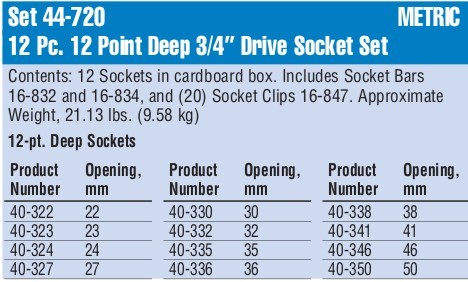 Set 44-720 METRIC
12 Pc. 12 Point Deep 3/4″ Drive Socket Set
Contents: 12 Sockets in cardboard box. Includes Socket Bars
16-832 and 16-834, and (20) Socket Clips 16-847. Approximate
Weight, 21.13 lbs. (9.58 kg)
12-pt. Deep Sockets
Product Opening, Product Opening, Product Opening,
Number mm Number mm Number mm
40-322 22 40-330 30 40-338 38
40-323 23 40-332 32 40-341 41
40-324 24 40-335 35 40-346 46
40-327 27 40-336 36 40-350 50